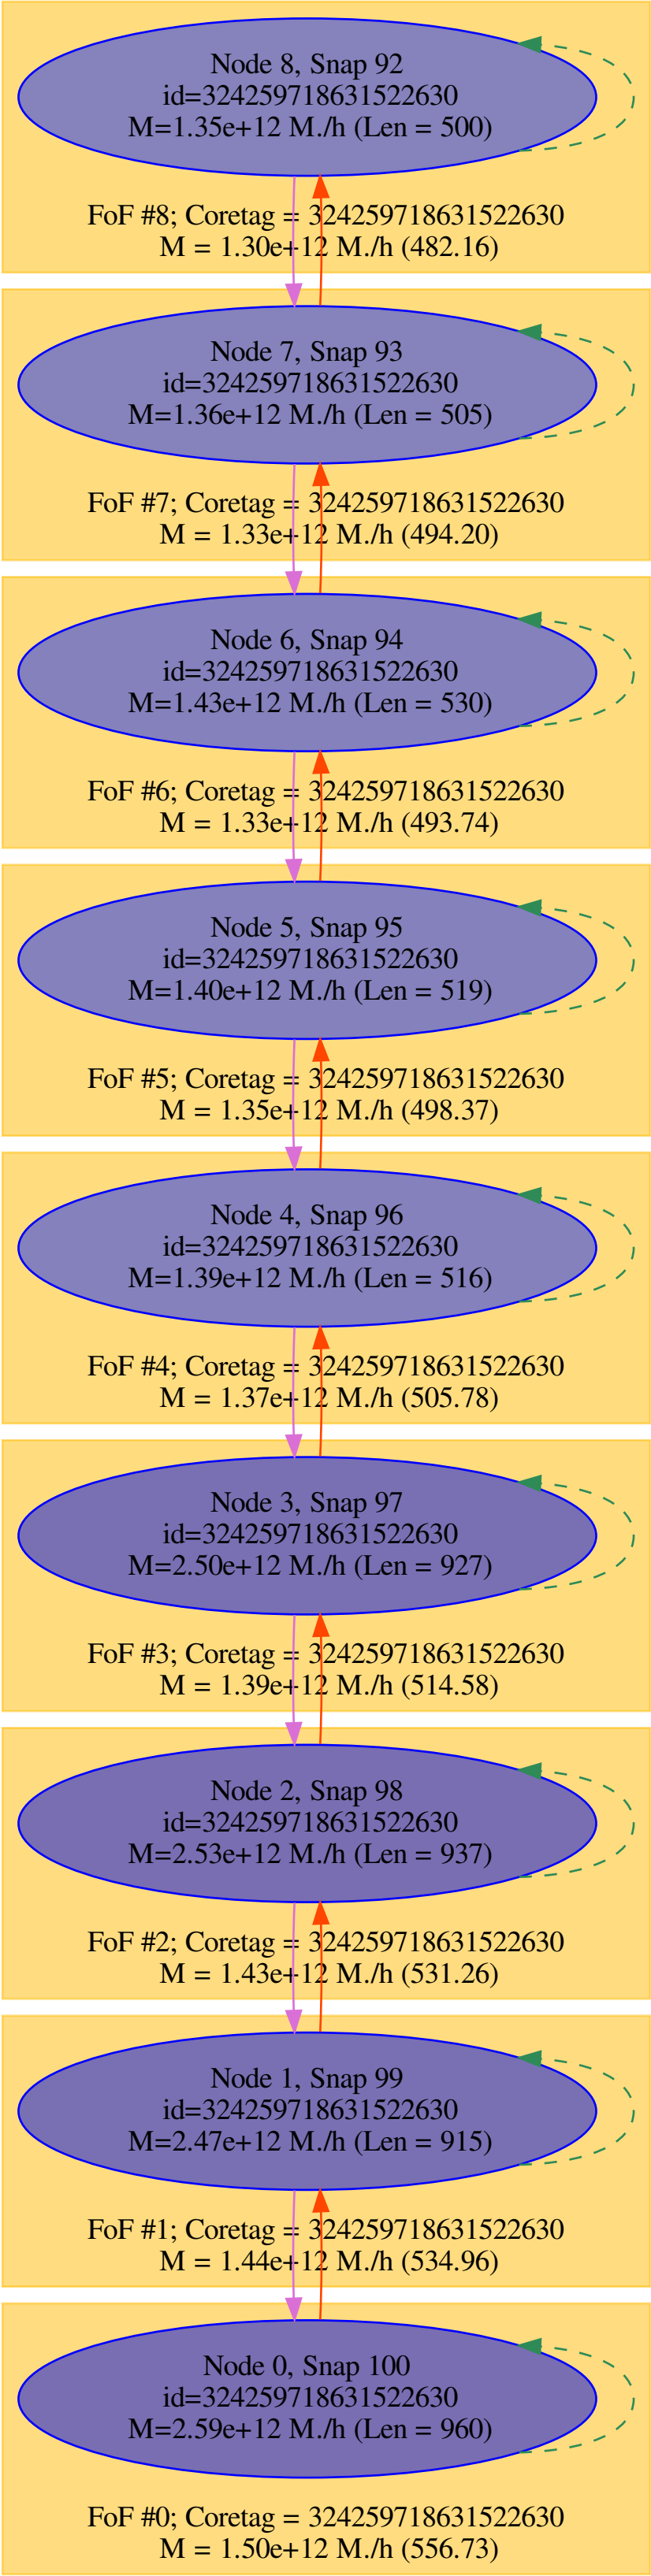 Node 8, Snap 92
id=324259718631522630
M=1.35e+12 M./h (Len = 500)
FoF #8; Coretag = 324259718631522630
M = 1.30e+12 M./h (482.16)
Node 7, Snap 93
id=324259718631522630
M=1.36e+12 M./h (Len = 505)
FoF #7; Coretag = 324259718631522630
M = 1.33e+12 M./h (494.20)
Node 6, Snap 94
id=324259718631522630
M=1.43e+12 M./h (Len = 530)
FoF #6; Coretag = 324259718631522630
M = 1.33e+12 M./h (493.74)
Node 5, Snap 95
id=324259718631522630
M=1.40e+12 M./h (Len = 519)
FoF #5; Coretag = 324259718631522630
M = 1.35e+12 M./h (498.37)
Node 4, Snap 96
id=324259718631522630
M=1.39e+12 M./h (Len = 516)
FoF #4; Coretag = 324259718631522630
M = 1.37e+12 M./h (505.78)
Node 3, Snap 97
id=324259718631522630
M=2.50e+12 M./h (Len = 927)
FoF #3; Coretag = 324259718631522630
M = 1.39e+12 M./h (514.58)
Node 2, Snap 98
id=324259718631522630
M=2.53e+12 M./h (Len = 937)
FoF #2; Coretag = 324259718631522630
M = 1.43e+12 M./h (531.26)
Node 1, Snap 99
id=324259718631522630
M=2.47e+12 M./h (Len = 915)
FoF #1; Coretag = 324259718631522630
M = 1.44e+12 M./h (534.96)
Node 0, Snap 100
id=324259718631522630
M=2.59e+12 M./h (Len = 960)
FoF #0; Coretag = 324259718631522630
M = 1.50e+12 M./h (556.73)